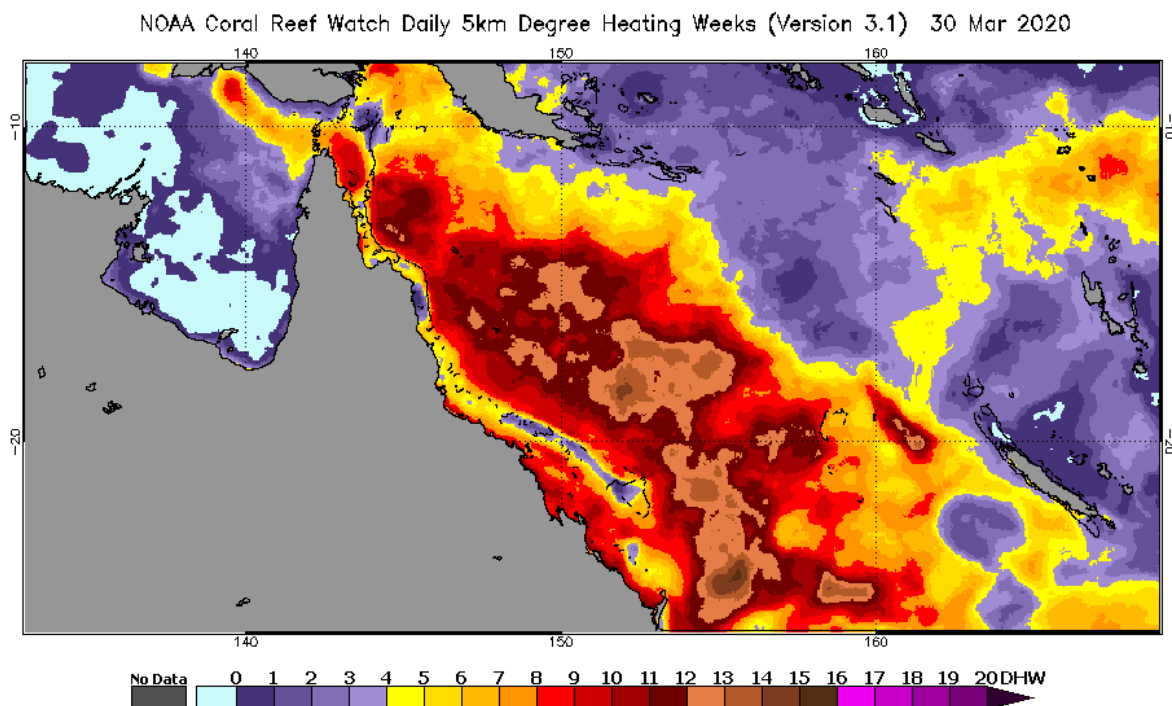 NOAA Coral Reef Watch Daily 5km Degree Heating Weeks (Version 3.1) 30 Mar 2020
140 150 160
-10 -10
-20 -20
140 150 160
No Data 0 1 2 3 4 5 6 7 8 9 10 11 12 13 14 15 16 17 18 19 20 DHW